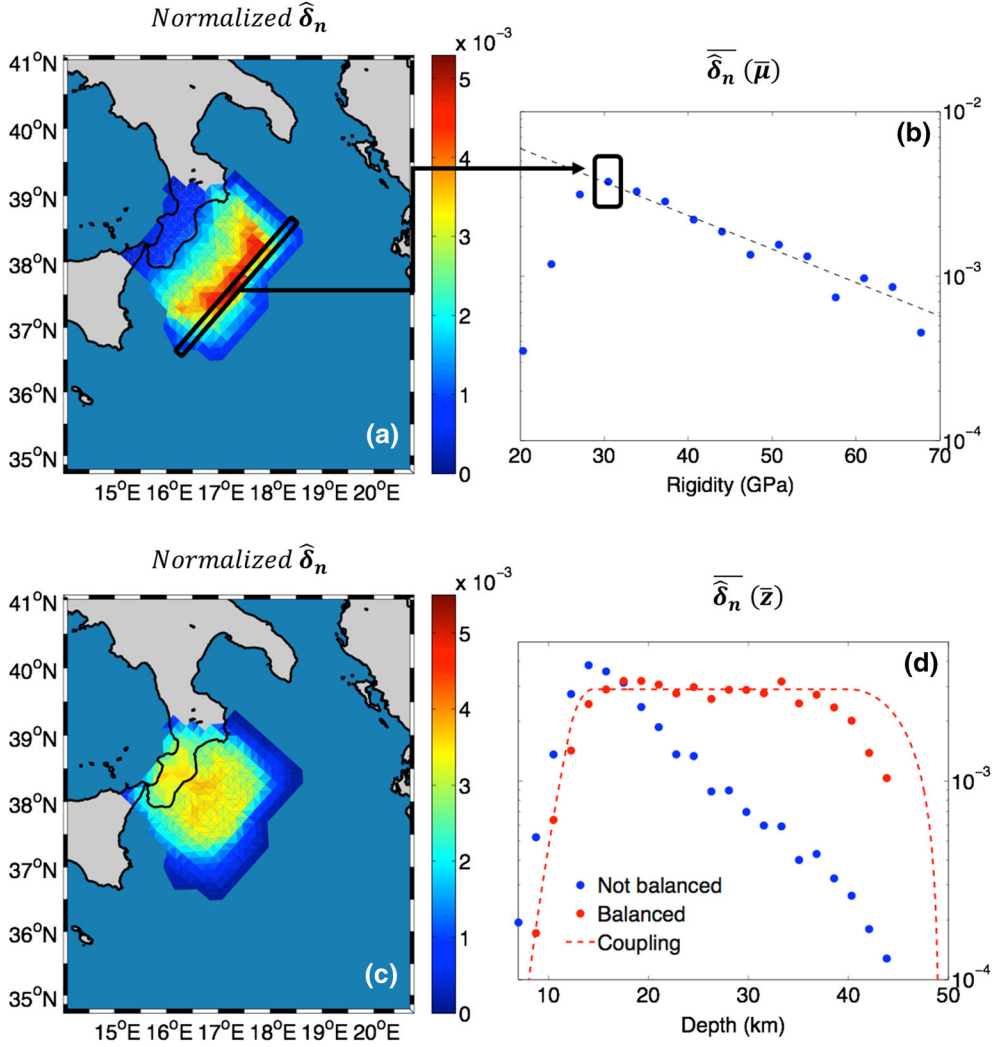 Normalized δ̂ₙ
x 10⁻³
41°N
40°N
39°N
38°N
37°N
36°N
35°N
15°E 16°E 17°E 18°E 19°E 20°E
5
4
3
2
1
0
(a)
δ̂ₙ (μ̄)
(b)
10⁻²
10⁻³
10⁻⁴
20 30 40 50 60 70
Rigidity (GPa)
Normalized δ̂ₙ
x 10⁻³
41°N
40°N
39°N
38°N
37°N
36°N
35°N
15°E 16°E 17°E 18°E 19°E 20°E
5
4
3
2
1
0
(c)
δ̂ₙ (z̄)
(d)
10⁻³
10⁻⁴
Not balanced
Balanced
Coupling
10 20 30 40 50
Depth (km)